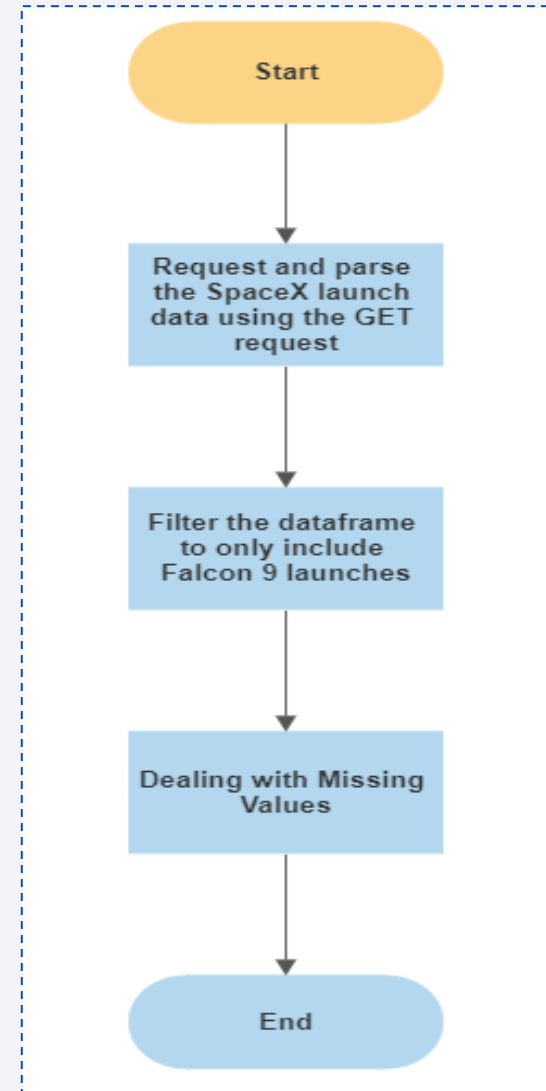 Start
Request and parse
the SpaceX launch
data using the GET
request
Filter the dataframe
to only include
Falcon 9 launches
Dealing with Missing
Values
End